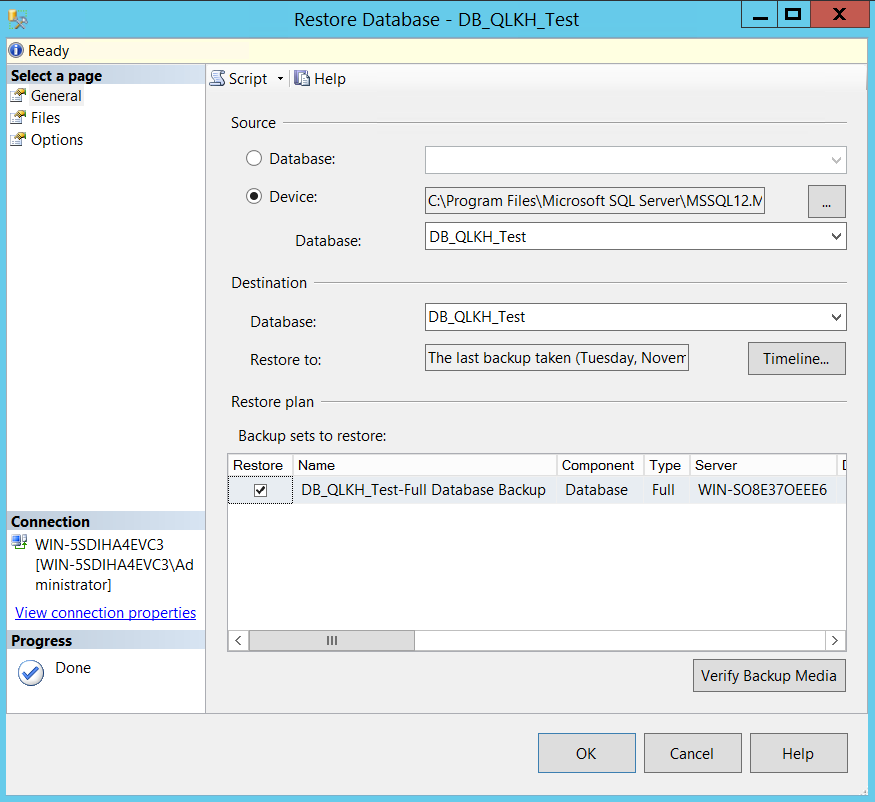 Restore Database - DB_QLKH_Test
Ready
Select a page
General
Files
Options
Script
Help
Source
Database:
Device:
C:\Program Files\Microsoft SQL Server\MSSQL12.M
...
Database:
DB_QLKH_Test
Destination
Database:
DB_QLKH_Test
Restore to:
The last backup taken (Tuesday, Novem
Timeline...
Restore plan
Backup sets to restore:
Restore Name Component Type Server
DB_QLKH_Test-Full Database Backup Database Full WIN-SO8E37OEEE6
Verify Backup Media
Connection
WIN-5SDIHA4EVC3
[WIN-5SDIHA4EVC3\Ad
ministrator]
View connection properties
Progress
Done
OK
Cancel
Help